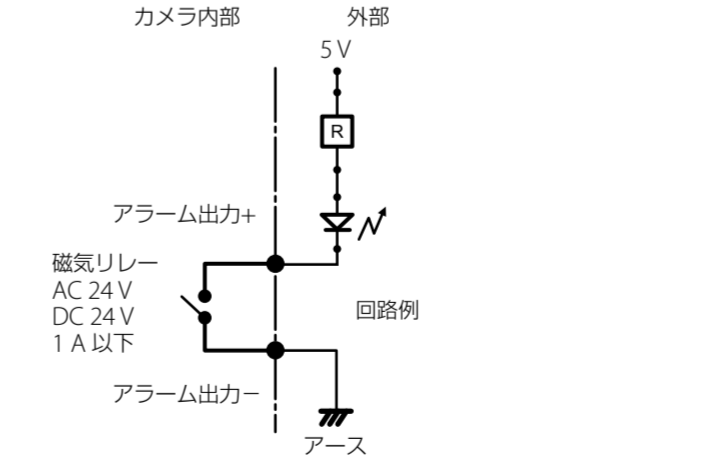 カメラ内部
外部
5 V
R
アラーム出力+
磁気リレー
AC 24 V
DC 24 V
1 A 以下
回路例
アラーム出力−
アース